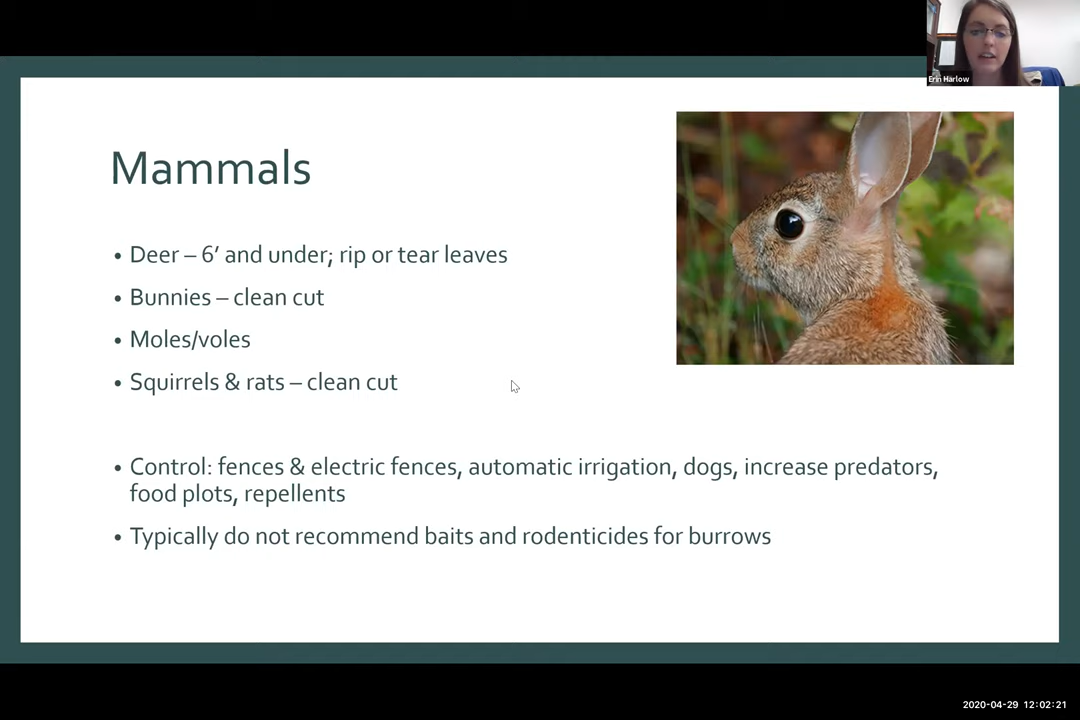 Erin Harlow
Mammals
• Deer – 6’ and under; rip or tear leaves
• Bunnies – clean cut
• Moles/voles
• Squirrels & rats – clean cut
• Control: fences & electric fences, automatic irrigation, dogs, increase predators,
food plots, repellents
• Typically do not recommend baits and rodenticides for burrows
2020-04-29 12:02:21